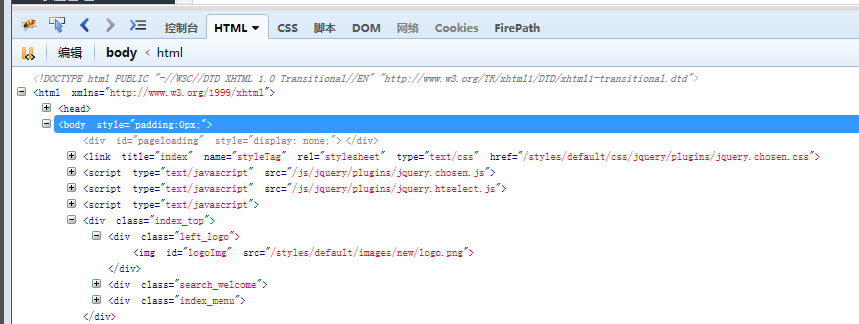 控制台 HTML CSS 脚本 DOM 网络 Cookies FirePath
编辑 body < html
<!DOCTYPE html PUBLIC "-//W3C//DTD XHTML 1.0 Transitional//EN" "http://www.w3.org/TR/xhtml1/DTD/xhtml1-transitional.dtd">
<html xmlns="http://www.w3.org/1999/xhtml">
<head>
<body style="padding:0px;">
<div id="pageloading" style="display: none;"></div>
<link title="index" name="styleTag" rel="stylesheet" type="text/css" href="/styles/default/css/jquery/plugins/jquery.chosen.css">
<script type="text/javascript" src="/js/jquery/plugins/jquery.chosen.js">
<script type="text/javascript" src="/js/jquery/plugins/jquery.htselect.js">
<script type="text/javascript">
<div class="index_top">
<div class="left_logo">
<img id="logoImg" src="/styles/default/images/new/logo.png">
</div>
<div class="search_welcome">
<div class="index_menu">
</div>